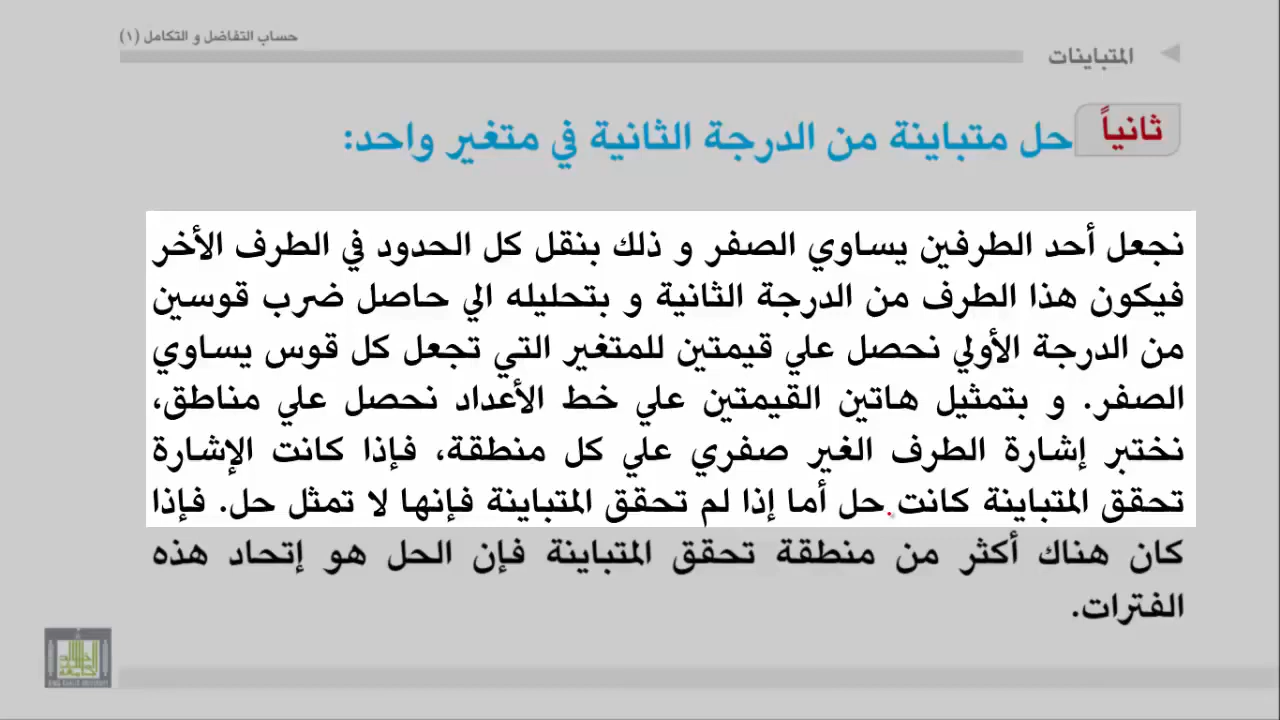 حساب التفاضل و التكامل (١)
المتباينات
ثانياً
حل متباينة من الدرجة الثانية في متغير واحد:
نجعل أحد الطرفين يساوي الصفر و ذلك بنقل كل الحدود في الطرف الأخر
فيكون هذا الطرف من الدرجة الثانية و بتحليله الي حاصل ضرب قوسين
من الدرجة الأولي نحصل علي قيمتين للمتغير التي تجعل كل قوس يساوي
الصفر. و بتمثيل هاتين القيمتين علي خط الأعداد نحصل علي مناطق،
نختبر إشارة الطرف الغير صفري علي كل منطقة، فإذا كانت الإشارة
تحقق المتباينة كانت حل أما إذا لم تحقق المتباينة فإنها لا تمثل حل. فإذا
كان هناك أكثر من منطقة تحقق المتباينة فإن الحل هو إتحاد هذه
الفترات.